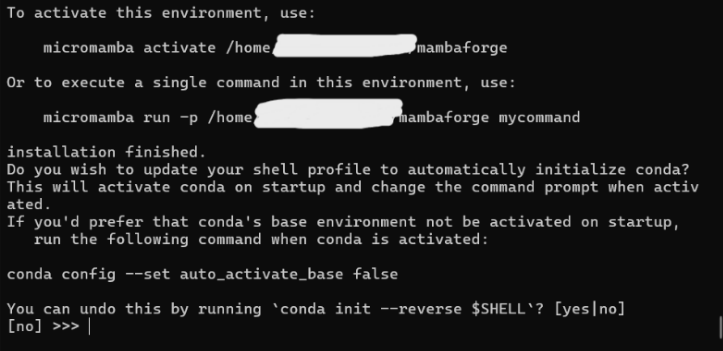 To activate this environment, use:
micromamba activate /home mambaforge
Or to execute a single command in this environment, use:
micromamba run -p /home mambaforge mycommand
installation finished.
Do you wish to update your shell profile to automatically initialize conda?
This will activate conda on startup and change the command prompt when activ
ated.
If you'd prefer that conda's base environment not be activated on startup,
run the following command when conda is activated:
conda config --set auto_activate_base false
You can undo this by running `conda init --reverse $SHELL`? [yes|no]
[no] >>>